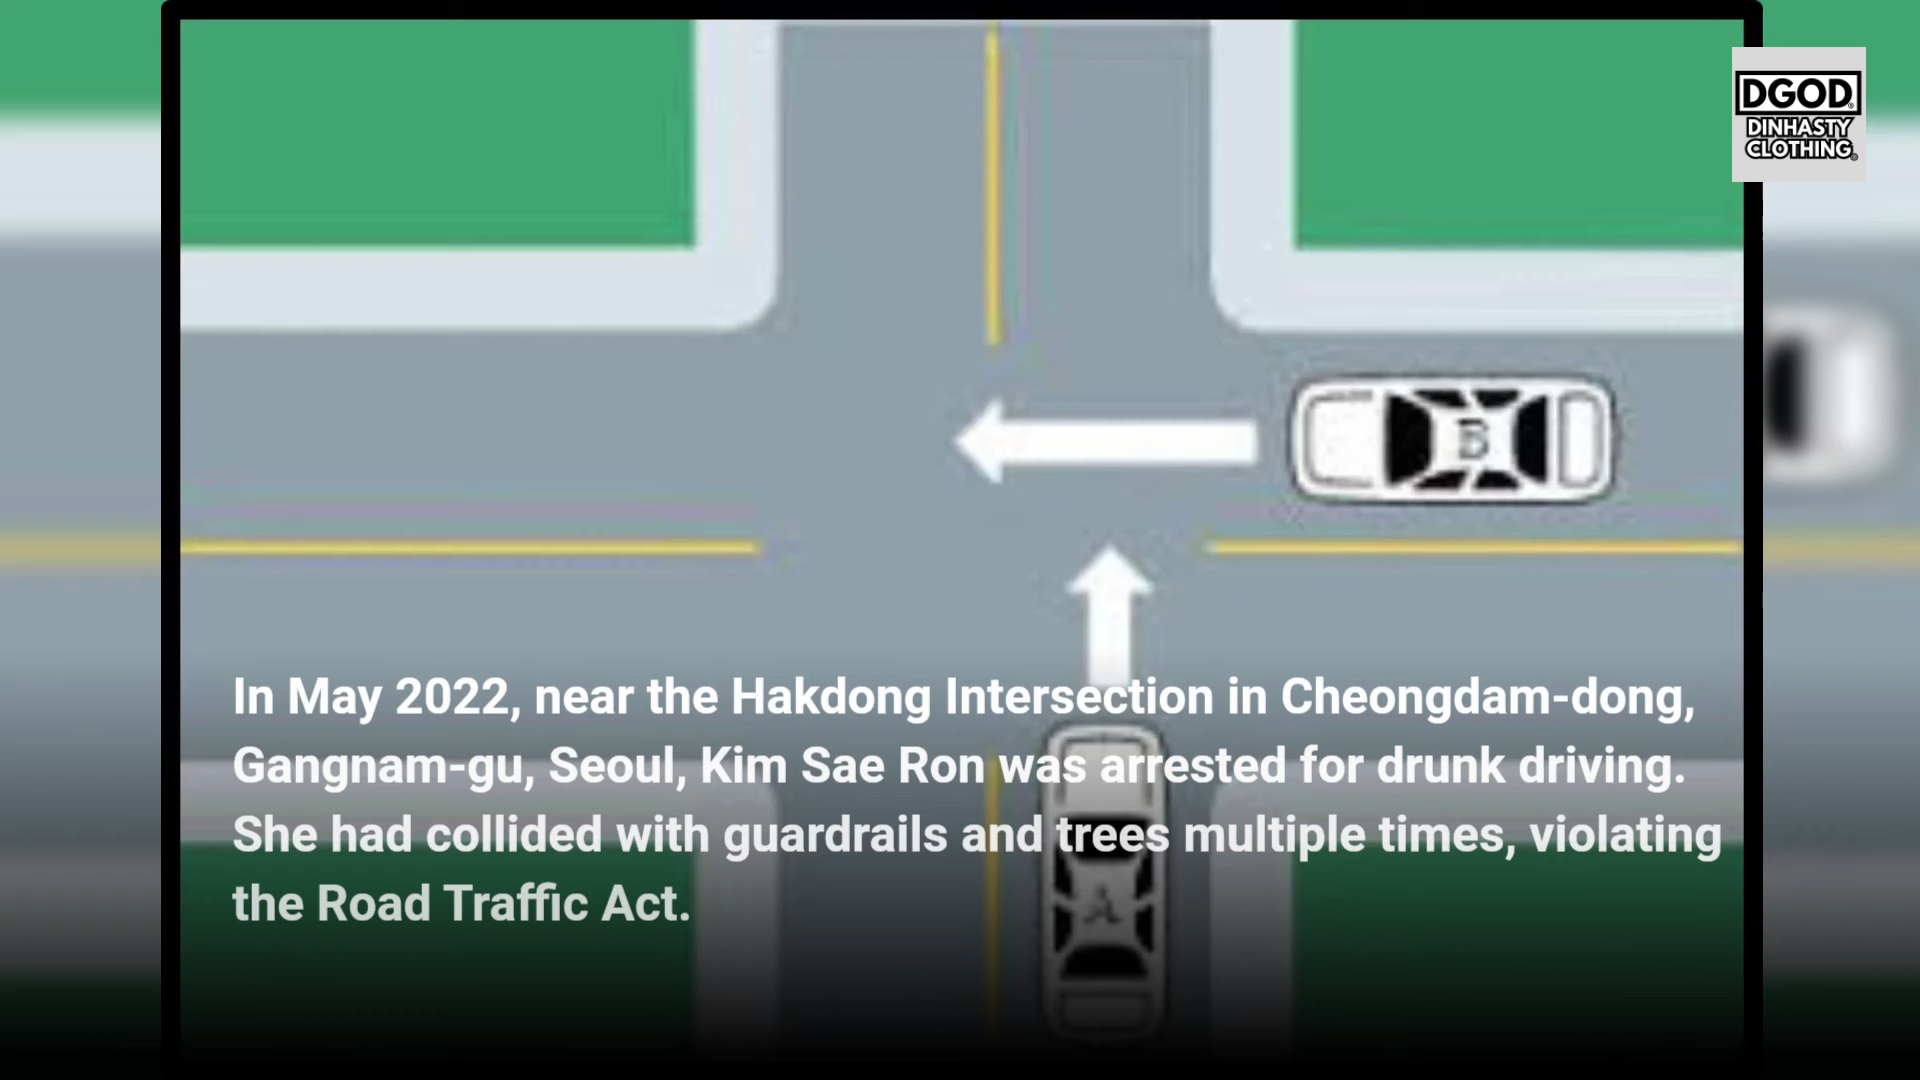 DGOD®
DINHASTY
CLOTHING®
B
In May 2022, near the Hakdong Intersection in Cheongdam-dong,
Gangnam-gu, Seoul, Kim Sae Ron was arrested for drunk driving.
She had collided with guardrails and trees multiple times, violating
the Road Traffic Act.
A